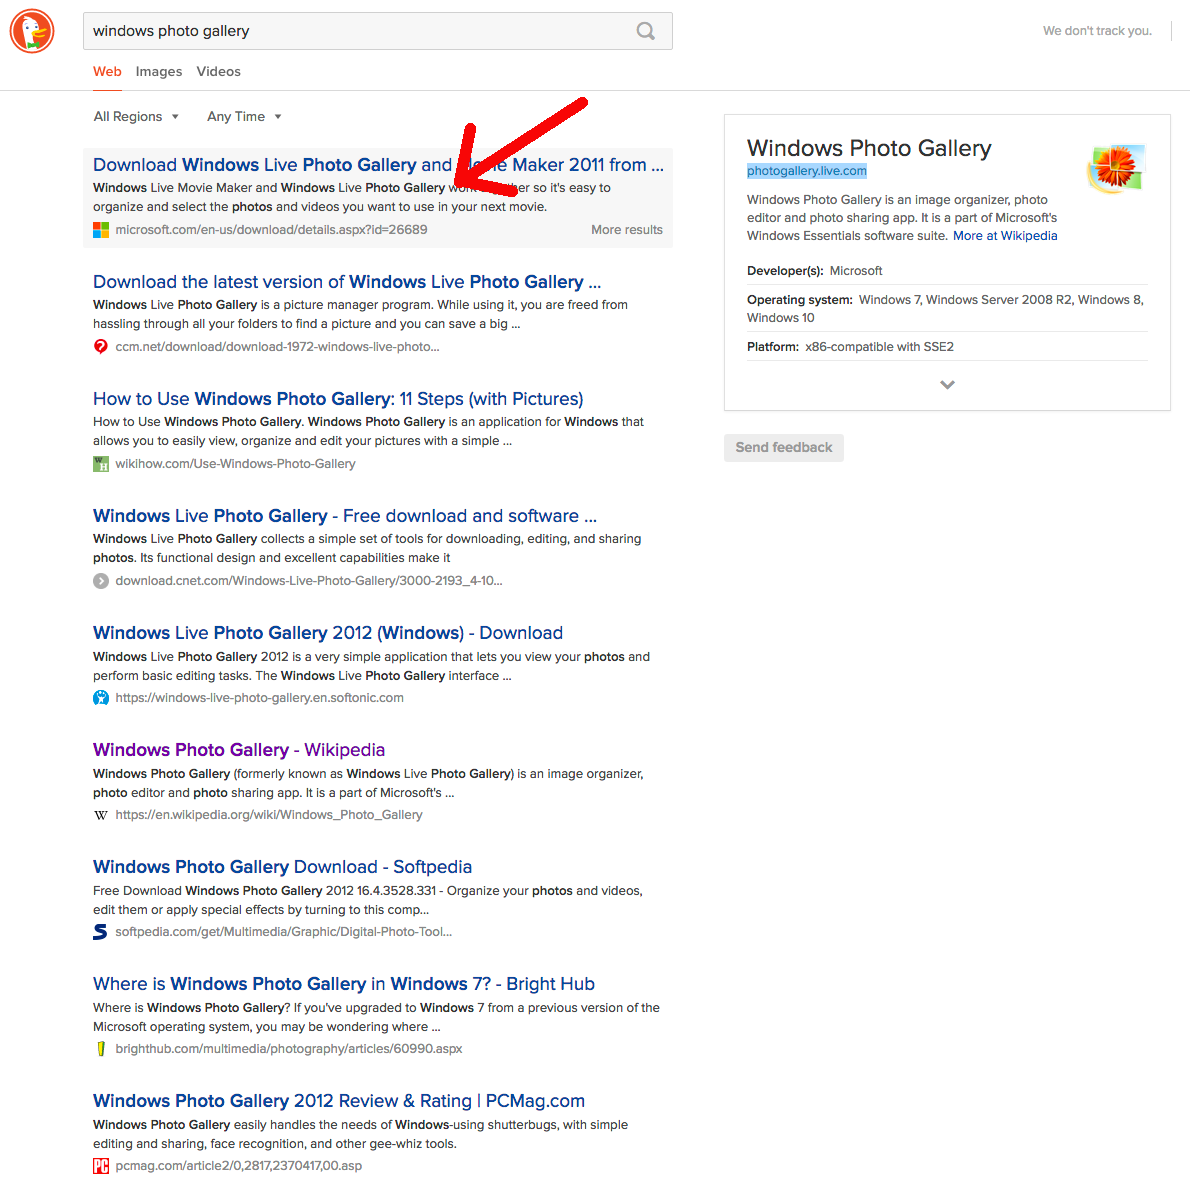 windows photo gallery
We don't track you.
Web Images Videos
All Regions Any Time
Download Windows Live Photo Gallery and Movie Maker 2011 from ...
Windows Live Movie Maker and Windows Live Photo Gallery work together so it's easy to
organize and select the photos and videos you want to use in your next movie.
microsoft.com/en-us/download/details.aspx?id=26689 More results
Download the latest version of Windows Live Photo Gallery ...
Windows Live Photo Gallery is a picture manager program. While using it, you are freed from
hassling through all your folders to find a picture and you can save a big ...
ccm.net/download/download-1972-windows-live-photo...
How to Use Windows Photo Gallery: 11 Steps (with Pictures)
How to Use Windows Photo Gallery. Windows Photo Gallery is an application for Windows that
allows you to easily view, organize and edit your pictures with a simple ...
wikihow.com/Use-Windows-Photo-Gallery
Windows Live Photo Gallery - Free download and software ...
Windows Live Photo Gallery collects a simple set of tools for downloading, editing, and sharing
photos. Its functional design and excellent capabilities make it
download.cnet.com/Windows-Live-Photo-Gallery/3000-2193_4-10...
Windows Live Photo Gallery 2012 (Windows) - Download
Windows Live Photo Gallery 2012 is a very simple application that lets you view your photos and
perform basic editing tasks. The Windows Live Photo Gallery interface ...
https://windows-live-photo-gallery.en.softonic.com
Windows Photo Gallery - Wikipedia
Windows Photo Gallery (formerly known as Windows Live Photo Gallery) is an image organizer,
photo editor and photo sharing app. It is a part of Microsoft's ...
https://en.wikipedia.org/wiki/Windows_Photo_Gallery
Windows Photo Gallery Download - Softpedia
Free Download Windows Photo Gallery 2012 16.4.3528.331 - Organize your photos and videos,
edit them or apply special effects by turning to this comp...
softpedia.com/get/Multimedia/Graphic/Digital-Photo-Tool...
Where is Windows Photo Gallery in Windows 7? - Bright Hub
Where is Windows Photo Gallery? If you've upgraded to Windows 7 from a previous version of the
Microsoft operating system, you may be wondering where ...
brighthub.com/multimedia/photography/articles/60990.aspx
Windows Photo Gallery 2012 Review & Rating | PCMag.com
Windows Photo Gallery easily handles the needs of Windows-using shutterbugs, with simple
editing and sharing, face recognition, and other gee-whiz tools.
pcmag.com/article2/0,2817,2370417,00.asp
Windows Photo Gallery
photogallery.live.com
Windows Photo Gallery is an image organizer, photo
editor and photo sharing app. It is a part of Microsoft's
Windows Essentials software suite. More at Wikipedia
Developer(s): Microsoft
Operating system: Windows 7, Windows Server 2008 R2, Windows 8,
Windows 10
Platform: x86-compatible with SSE2
Send feedback